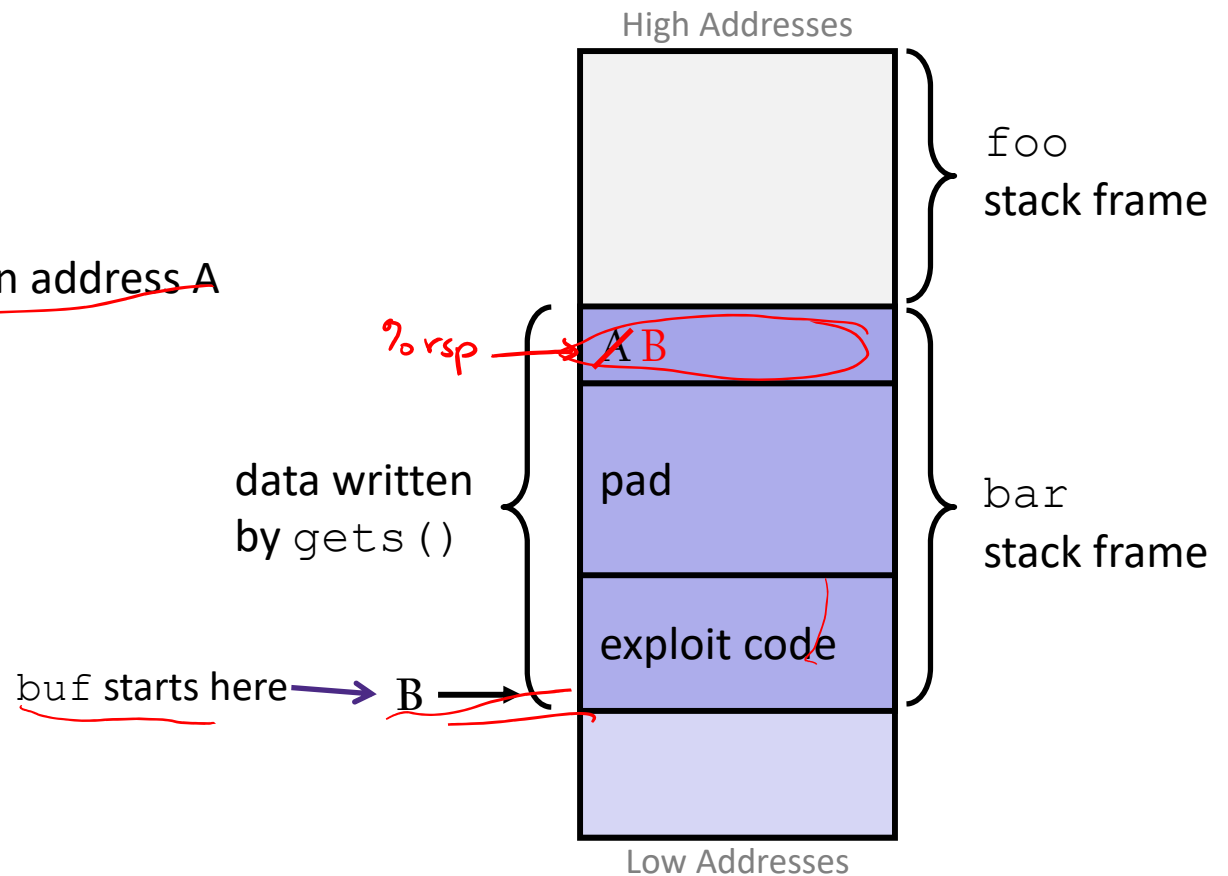 High Addresses
foo
stack frame
n address A
%rsp
A B
data written
by gets()
pad
bar
stack frame
exploit code
buf starts here
B
Low Addresses